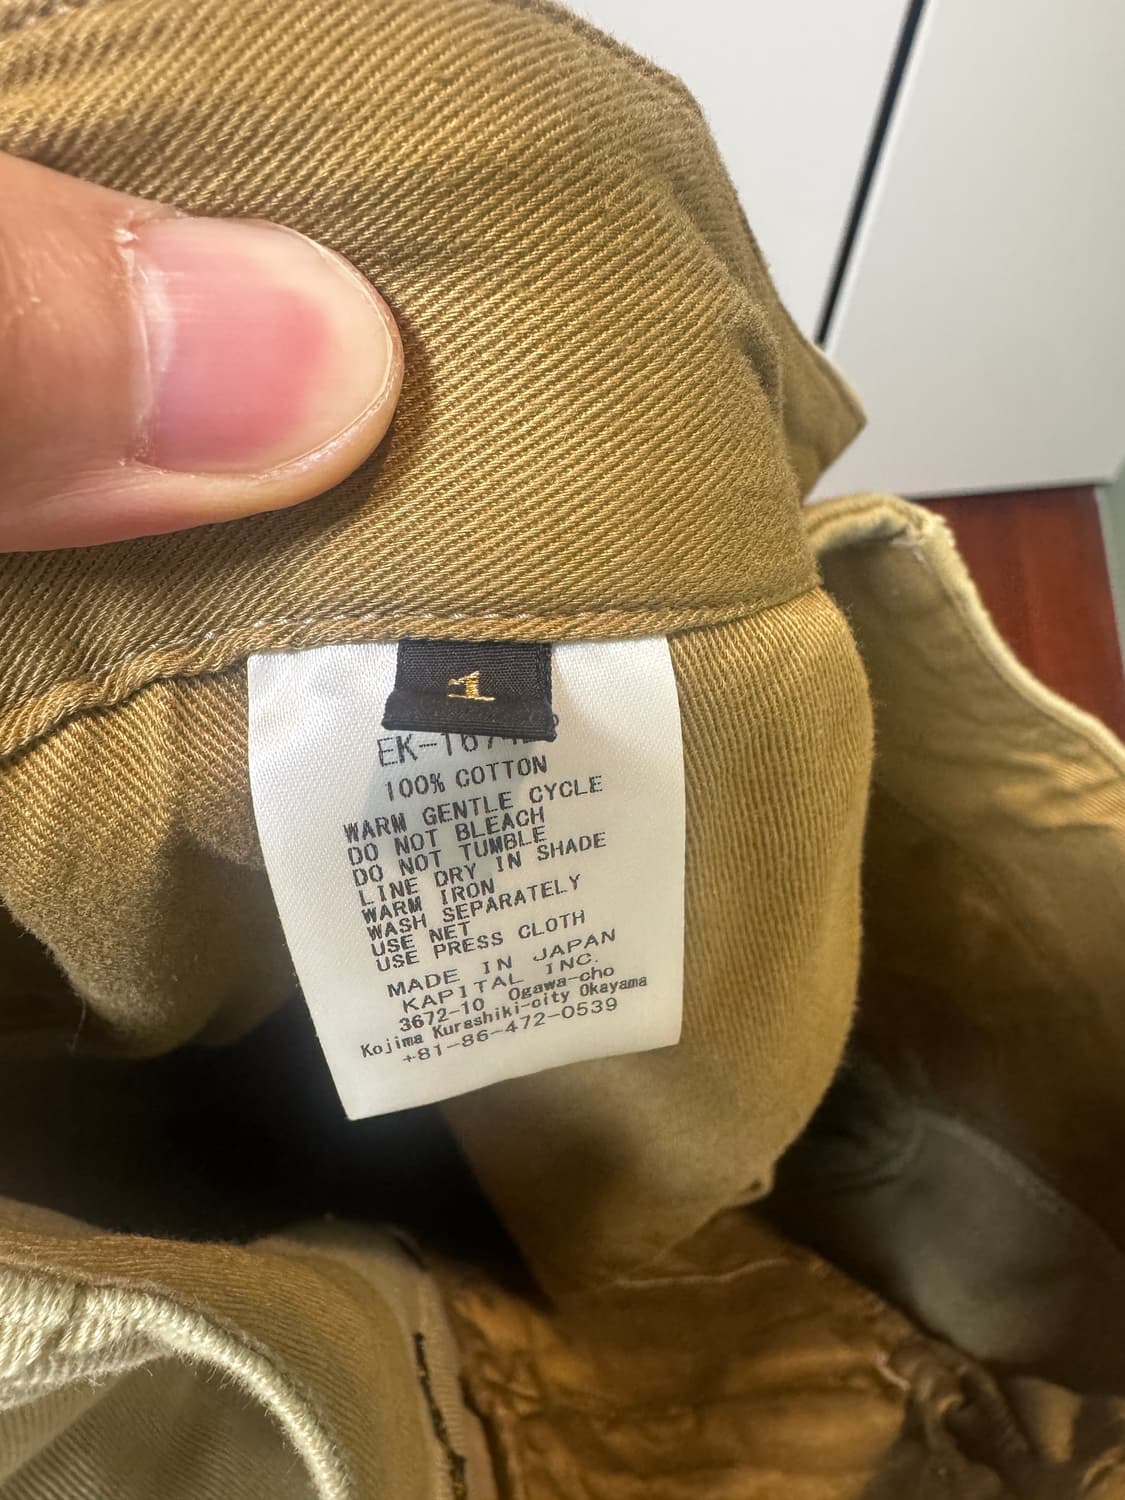 1
100% COTTON
WARM GENTLE CYCLE
DO NOT BLEACH
DO NOT TUMBLE
LINE DRY IN SHADE
WARM IRON
WASH SEPARATELY
USE NET
USE PRESS CLOTH
MADE IN JAPAN
KAPITAL INC.
3672-10 Ogawa-cho
Kojima Kurashiki-city Okayama
+81-86-472-0539